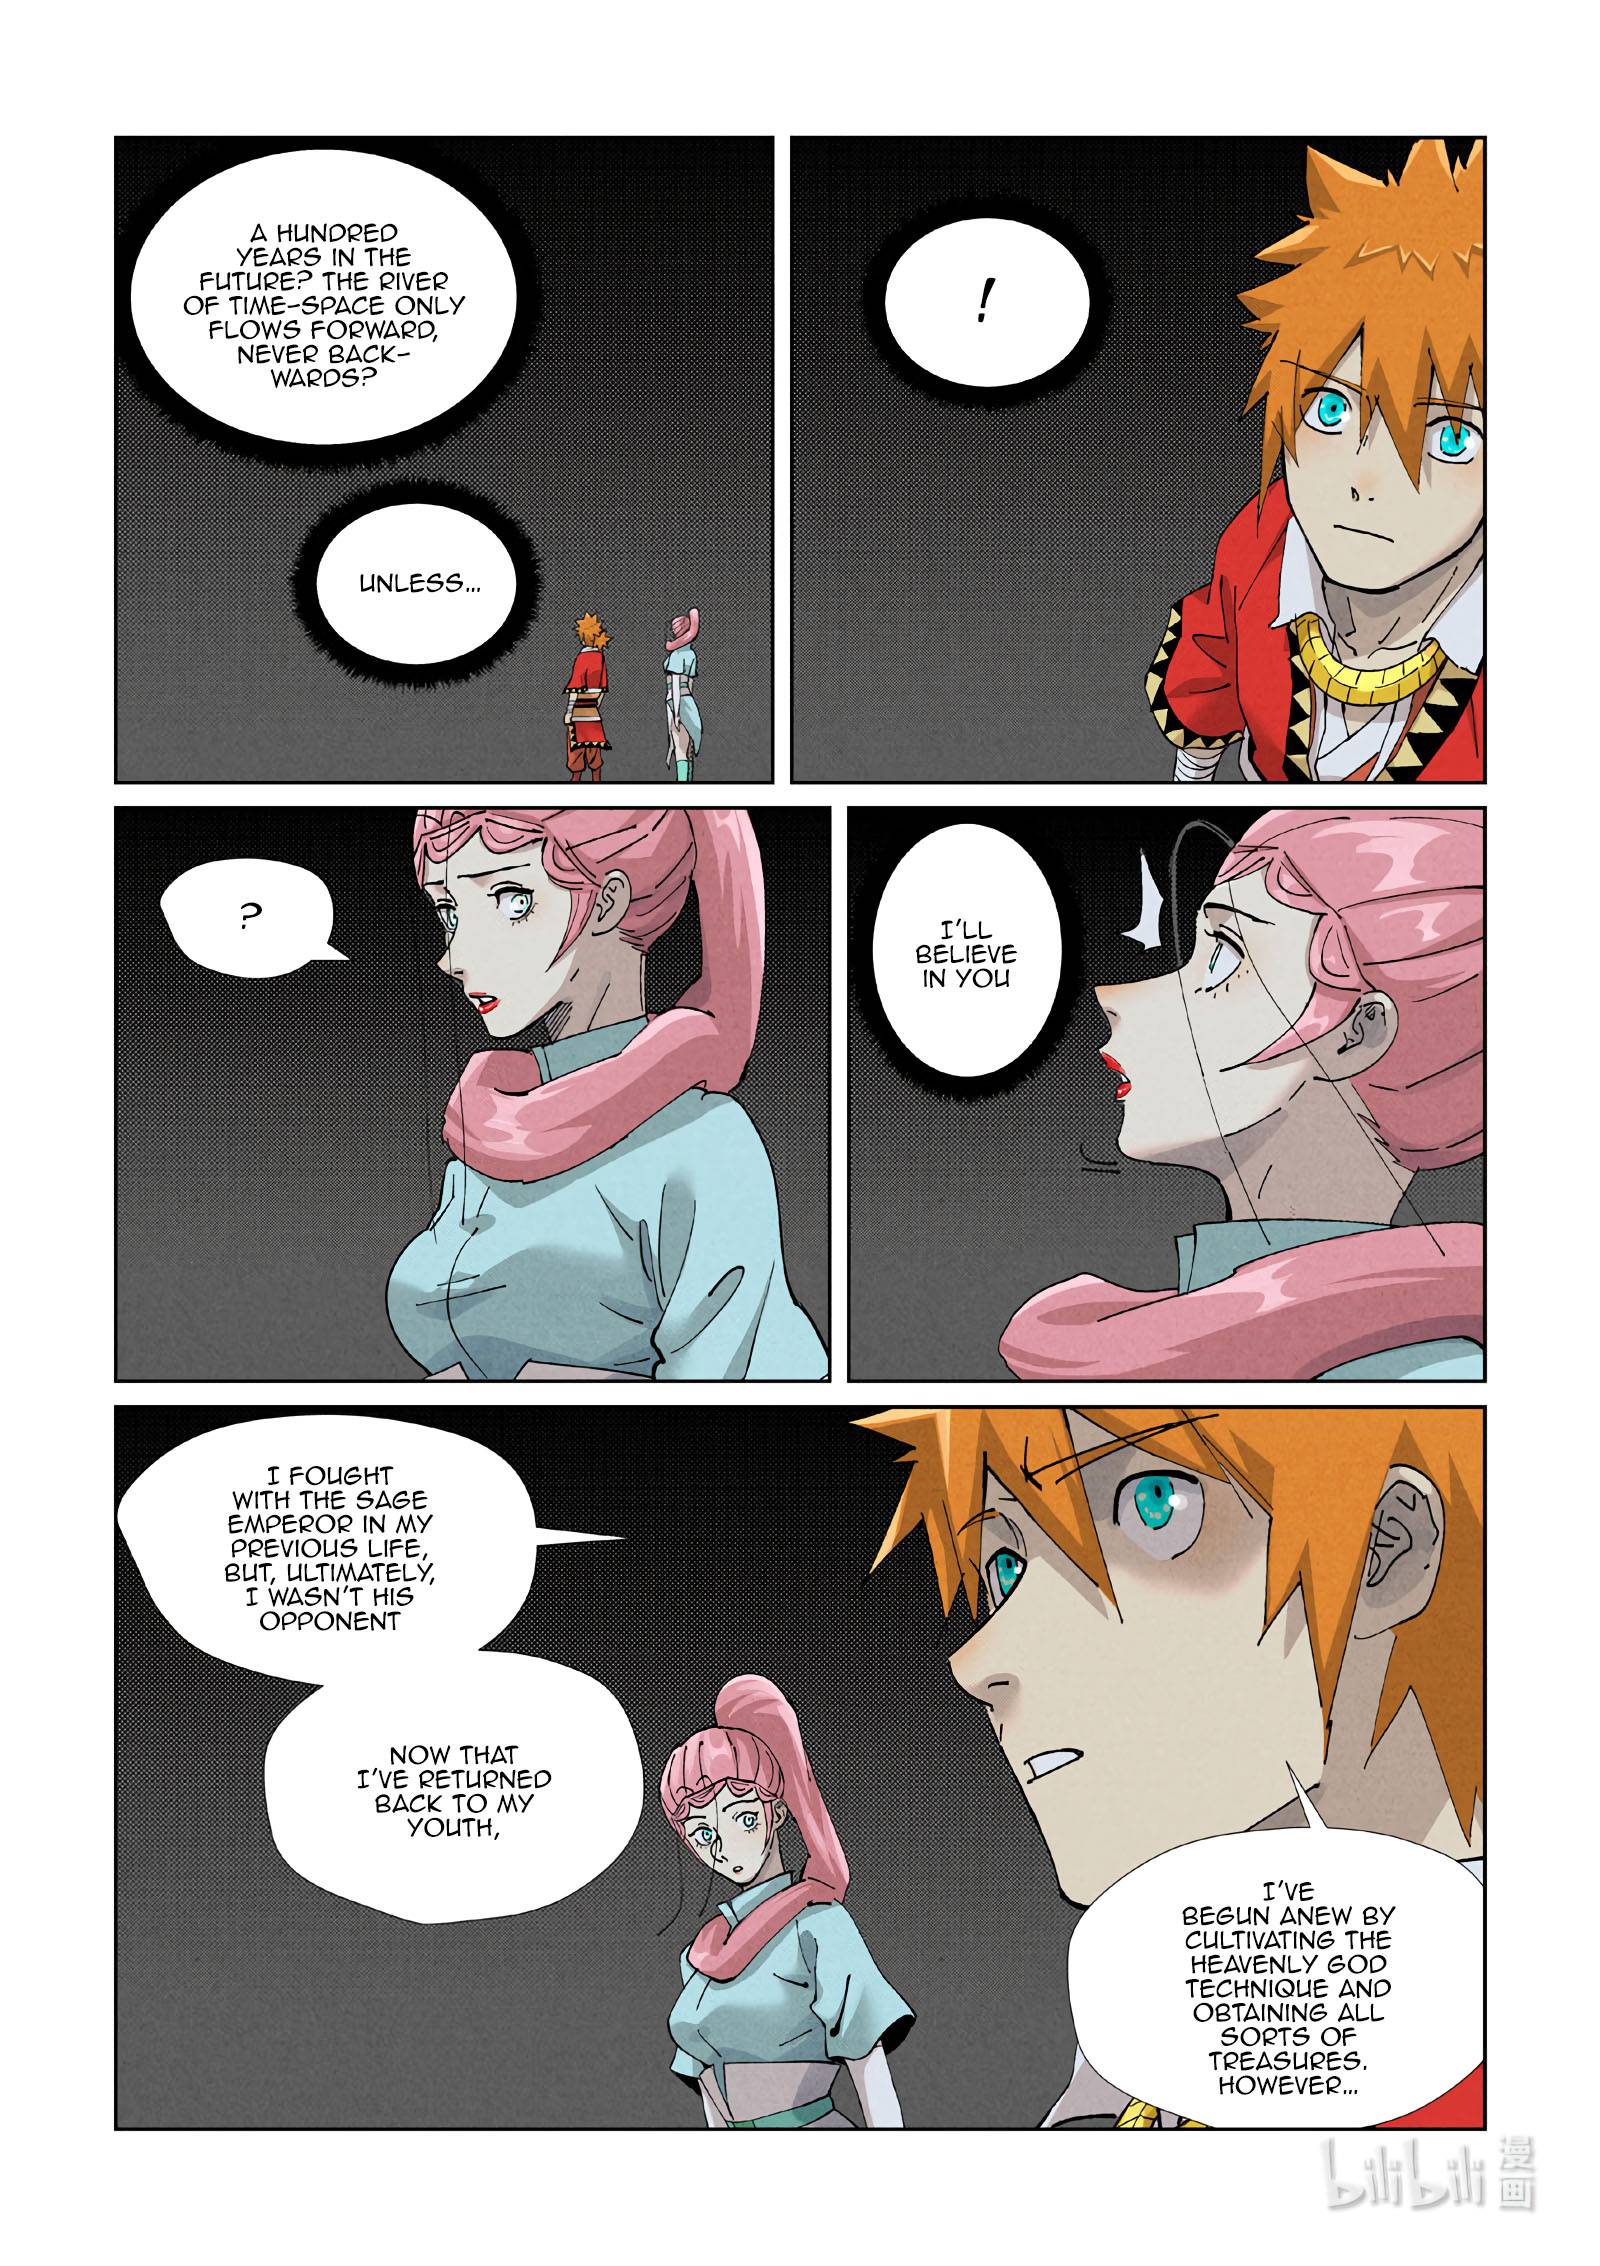 A HUNDRED
YEARS IN THE
FUTURE? THE RIVER
OF TIME-SPACE ONLY
FLOWS FORWARD,
NEVER BACK-
WARDS?
UNLESS...
!
?
I'LL
BELIEVE
IN YOU
I FOUGHT
WITH THE SAGE
EMPEROR IN MY
PREVIOUS LIFE,
BUT, ULTIMATELY,
I WASN'T HIS
OPPONENT
NOW THAT
I'VE RETURNED
BACK TO MY
YOUTH,
I'VE
BEGUN ANEW BY
CULTIVATING THE
HEAVENLY GOD
TECHNIQUE AND
OBTAINING ALL
SORTS OF
TREASURES.
HOWEVER...
bilibili 漫画